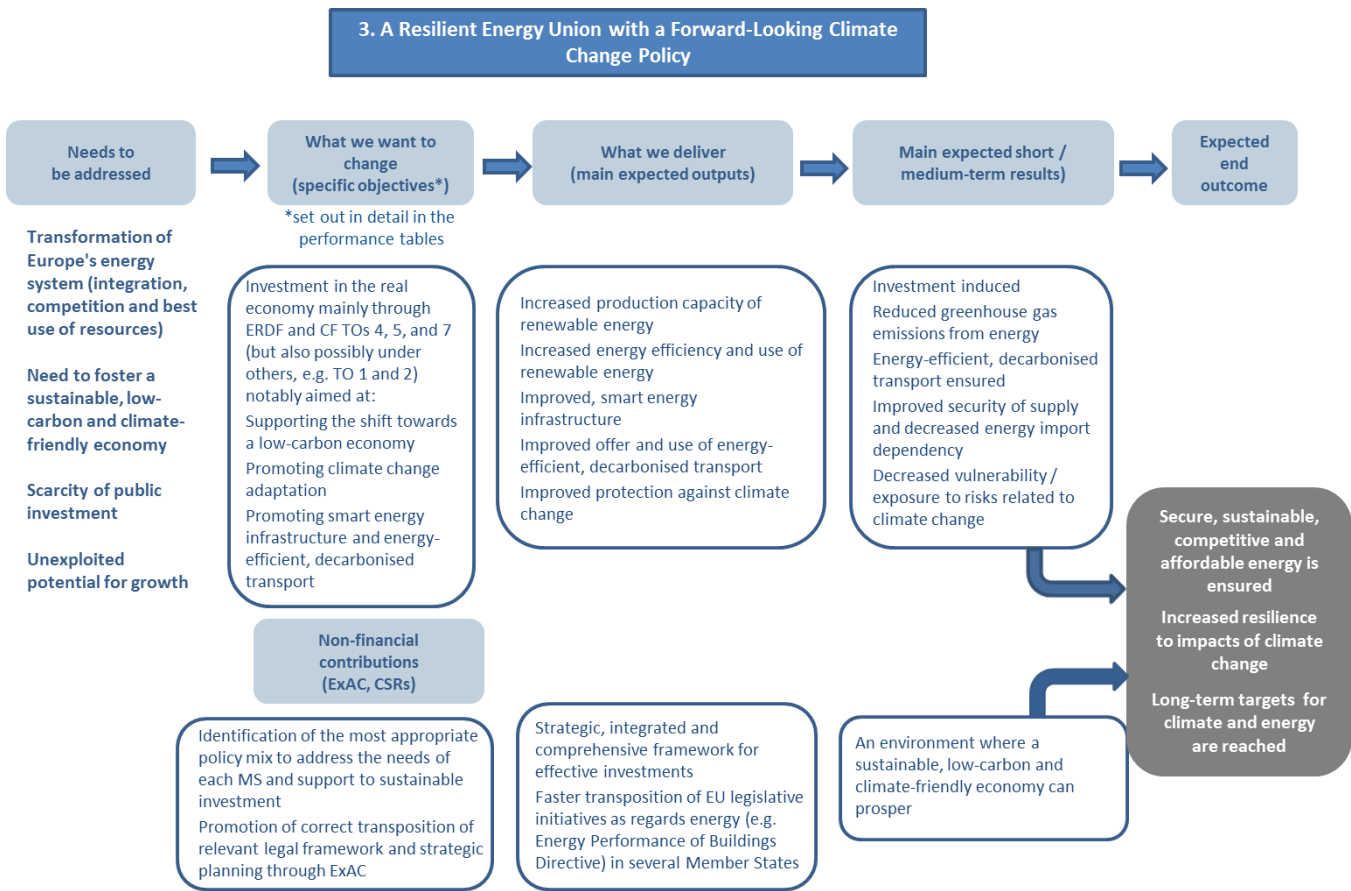 3. A Resilient Energy Union with a Forward-Looking Climate
Change Policy
Needs to
be addressed
What we want to
change
(specific objectives*)
What we deliver
(main expected outputs)
Main expected short /
medium-term results)
Expected
end
outcome
*set out in detail in the
performance tables
Transformation of
Europe's energy
system (integration,
competition and best
use of resources)
Need to foster a
sustainable, low-
carbon and climate-
friendly economy
Scarcity of public
investment
Unexploited
potential for growth
Investment in the real
economy mainly through
ERDF and CF TOs 4, 5, and 7
(but also possibly under
others, e.g. TO 1 and 2)
notably aimed at:
Supporting the shift towards
a low-carbon economy
Promoting climate change
adaptation
Promoting smart energy
infrastructure and energy-
efficient, decarbonised
transport
Increased production capacity of
renewable energy
Increased energy efficiency and use of
renewable energy
Improved, smart energy
infrastructure
Improved offer and use of energy-
efficient, decarbonised transport
Improved protection against climate
change
Investment induced
Reduced greenhouse gas
emissions from energy
Energy-efficient, decarbonised
transport ensured
Improved security of supply
and decreased energy import
dependency
Decreased vulnerability /
exposure to risks related to
climate change
Secure, sustainable,
competitive and
affordable energy is
ensured
Increased resilience
to impacts of climate
change
Long-term targets for
climate and energy
are reached
Non-financial
contributions
(ExAC, CSRs)
Identification of the most appropriate
policy mix to address the needs of
each MS and support to sustainable
investment
Promotion of correct transposition of
relevant legal framework and strategic
planning through ExAC
Strategic, integrated and
comprehensive framework for
effective investments
Faster transposition of EU legislative
initiatives as regards energy (e.g.
Energy Performance of Buildings
Directive) in several Member States
An environment where a
sustainable, low-carbon and
climate-friendly economy can
prosper